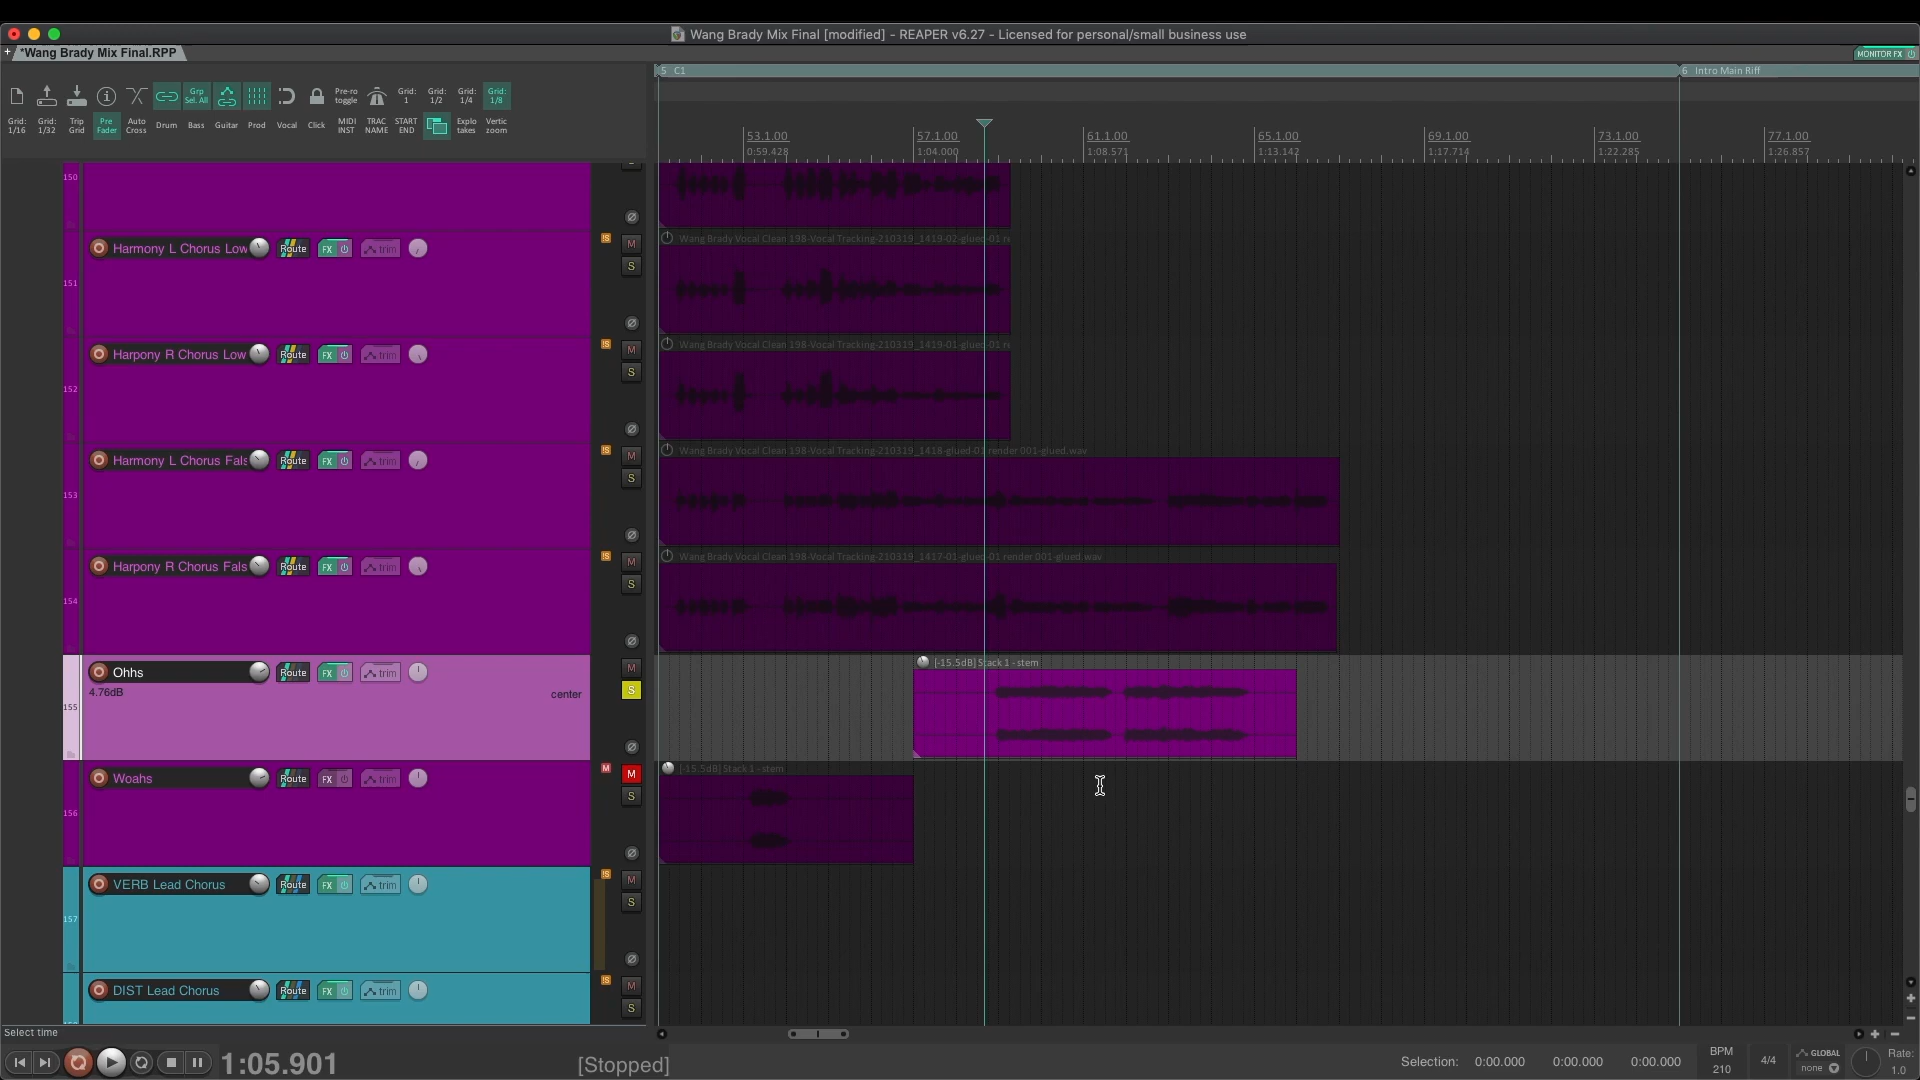 Wang Brady Mix Final [modified] - REAPER v6.27 - Licensed for personal/small business use
+ *Wang Brady Mix Final.RPP
MONITOR FX
5 C1
6 Intro Main Riff
Grp Sel. All
Pre-ro toggle
Grid: 1
Grid: 1/2
Grid: 1/4
Grid: 1/8
Grid: 1/16
Grid: 1/32
Trip Grid
Pre Fader
Auto Cross
Drum
Bass
Guitar
Prod
Vocal
Click
MIDI INST
TRAC NAME
START END
Explo takes
Vertic zoom
53.1.00
0:59.428
57.1.00
1:04.000
61.1.00
1:08.571
65.1.00
1:13.142
69.1.00
1:17.714
73.1.00
1:22.285
77.1.00
1:26.857
150
Harmony L Chorus Low
Route
FX
trim
M
S
151
Wang Brady Vocal Clean 198-Vocal Tracking-210319_1419-02-glued-01 re
Harpony R Chorus Low
Route
FX
trim
M
S
152
Wang Brady Vocal Clean 198-Vocal Tracking-210319_1419-01-glued-01 re
Harmony L Chorus Fals
Route
FX
trim
M
S
153
Wang Brady Vocal Clean 198-Vocal Tracking-210319_1418-glued-01 render 001-glued.wav
Harpony R Chorus Fals
Route
FX
trim
M
S
154
Wang Brady Vocal Clean 198-Vocal Tracking-210319_1417-01-glued-01 render 001-glued.wav
Ohhs
Route
FX
trim
M
S
4.76dB
center
155
[-15.5dB] Stack 1 - stem
Woahs
Route
FX
trim
M
M
S
156
[-15.5dB] Stack 1 - stem
VERB Lead Chorus
Route
FX
trim
M
S
157
DIST Lead Chorus
Route
FX
trim
M
S
Select time
1:05.901
[Stopped]
Selection:
0:00.000
0:00.000
0:00.000
BPM
210
4/4
GLOBAL
none
Rate:
1.0